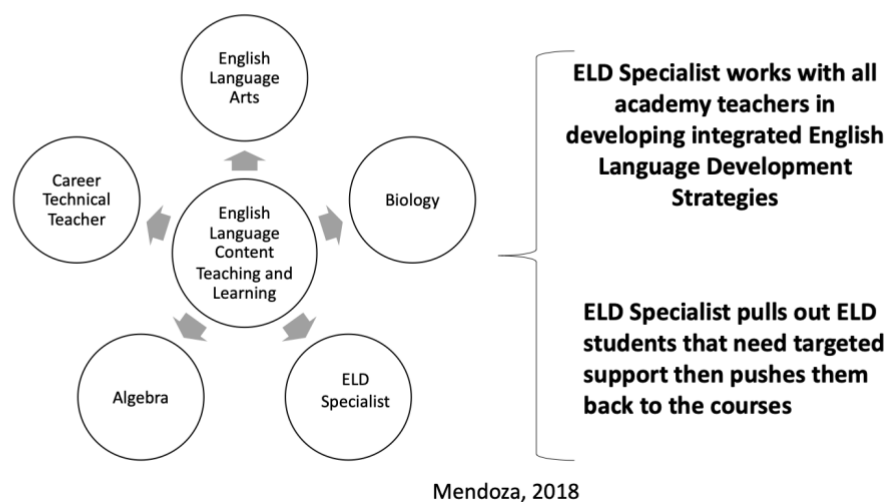 English
Language
Arts
Career
Technical
Teacher
English
Language
Content
Teaching and
Learning
Biology
Algebra
ELD
Specialist
ELD Specialist works with all
academy teachers in
developing integrated English
Language Development
Strategies
ELD Specialist pulls out ELD
students that need targeted
support then pushes them
back to the courses
Mendoza, 2018